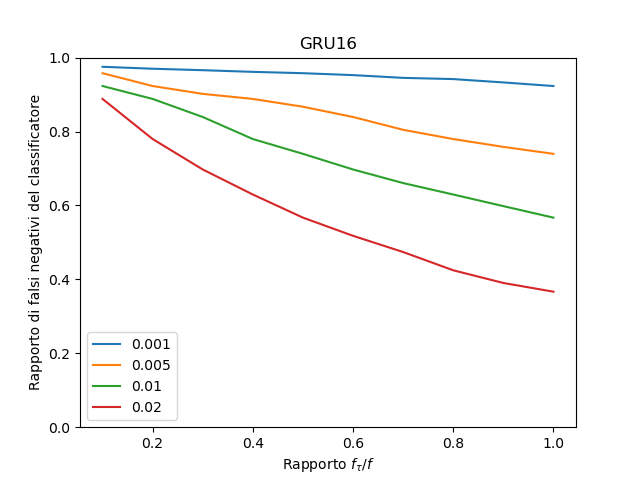 GRU16
Rapporto di falsi negativi del classificatore
1.0
0.8
0.6
0.4
0.2
0.0
0.001
0.005
0.01
0.02
0.2 0.4 0.6 0.8 1.0
Rapporto fτ/f